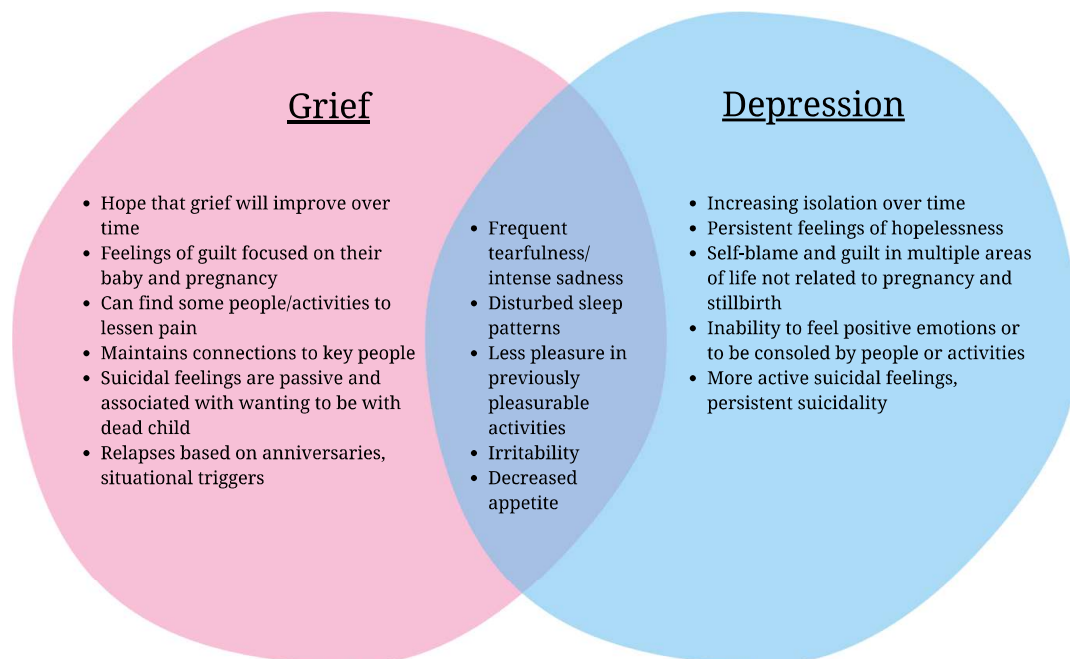 Grief
• Hope that grief will improve over
time
• Feelings of guilt focused on their
baby and pregnancy
• Can find some people/activities to
lessen pain
• Maintains connections to key people
• Suicidal feelings are passive and
associated with wanting to be with
dead child
• Relapses based on anniversaries,
situational triggers
• Frequent
tearfulness/
intense sadness
• Disturbed sleep
patterns
• Less pleasure in
previously
pleasurable
activities
• Irritability
• Decreased
appetite
Depression
• Increasing isolation over time
• Persistent feelings of hopelessness
• Self-blame and guilt in multiple areas
of life not related to pregnancy and
stillbirth
• Inability to feel positive emotions or
to be consoled by people or activities
• More active suicidal feelings,
persistent suicidality